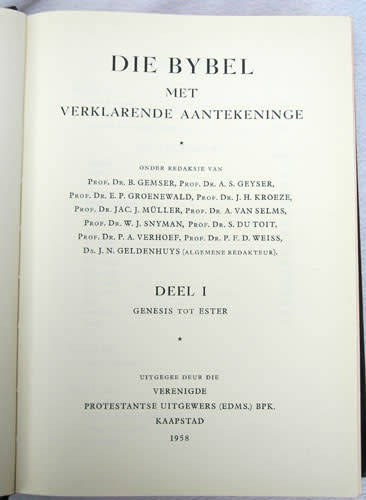 DIE BYBEL
MET
VERKLARENDE AANTEKENINGE
*
ONDER REDAKSIE VAN
PROF. DR. B. GEMSER, PROF. DR. A. S. GEYSER,
PROF. DR. E. P. GROENEWALD, PROF. DR. J. H. KROEZE,
PROF. DR. JAC. J. MÜLLER, PROF. DR. A. VAN SELMS,
PROF. DR. W. J. SNYMAN, PROF. DR. S. DU TOIT,
PROF. DR. P. A. VERHOEF, PROF. DR. P. F. D. WEISS,
DS. J. N. GELDENHUYS (ALGEMENE REDAKTEUR).
DEEL I
GENESIS TOT ESTER
*
UITGEGEE DEUR DIE
VERENIGDE
PROTESTANTSE UITGEWERS (EDMS.) BPK.
KAAPSTAD
1958